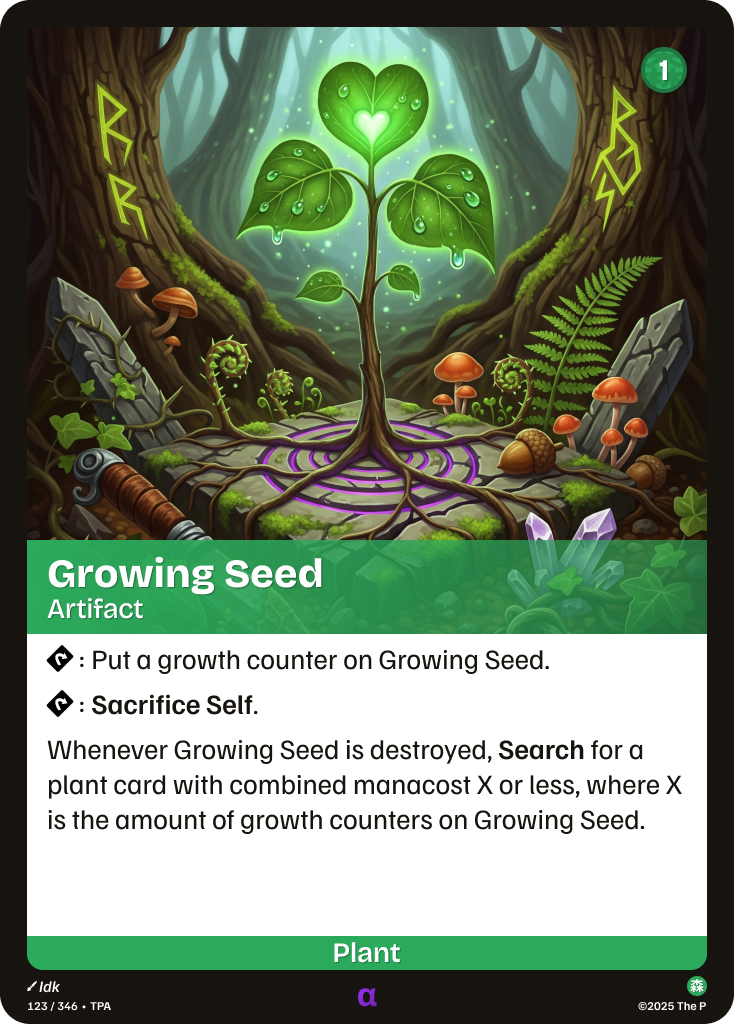 1
Growing Seed
Artifact
: Put a growth counter on Growing Seed.
: Sacrifice Self.
Whenever Growing Seed is destroyed, Search for a
plant card with combined manacost X or less, where X
is the amount of growth counters on Growing Seed.
Plant
Idk
123 / 346 • TPA
α
森
©2025 The P